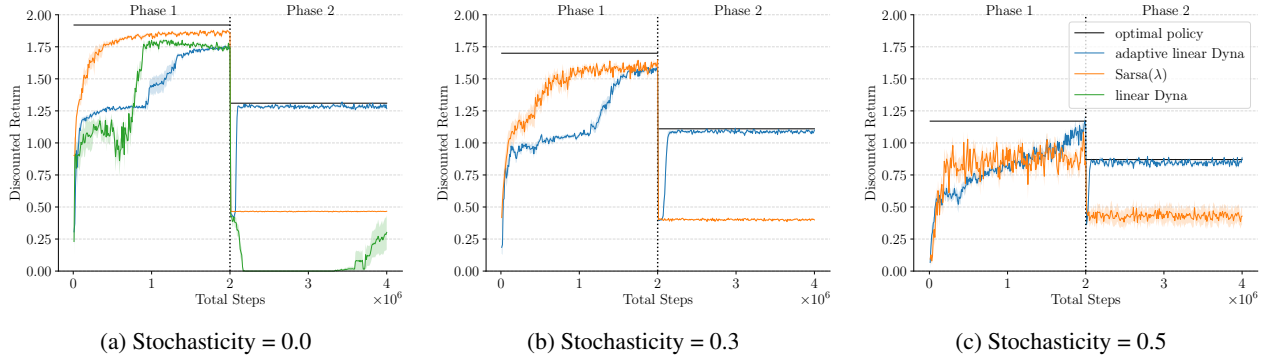 Phase 1
Phase 2
2.00
1.75
1.50
1.25
1.00
0.75
0.50
0.25
0.00
Discounted Return
0
1
2
3
4
×10⁶
Total Steps
(a) Stochasticity = 0.0
Phase 1
Phase 2
2.00
1.75
1.50
1.25
1.00
0.75
0.50
0.25
0.00
Discounted Return
0
1
2
3
4
×10⁶
Total Steps
(b) Stochasticity = 0.3
Phase 1
Phase 2
2.00
1.75
1.50
1.25
1.00
0.75
0.50
0.25
0.00
Discounted Return
optimal policy
adaptive linear Dyna
Sarsa(λ)
linear Dyna
0
1
2
3
4
×10⁶
Total Steps
(c) Stochasticity = 0.5